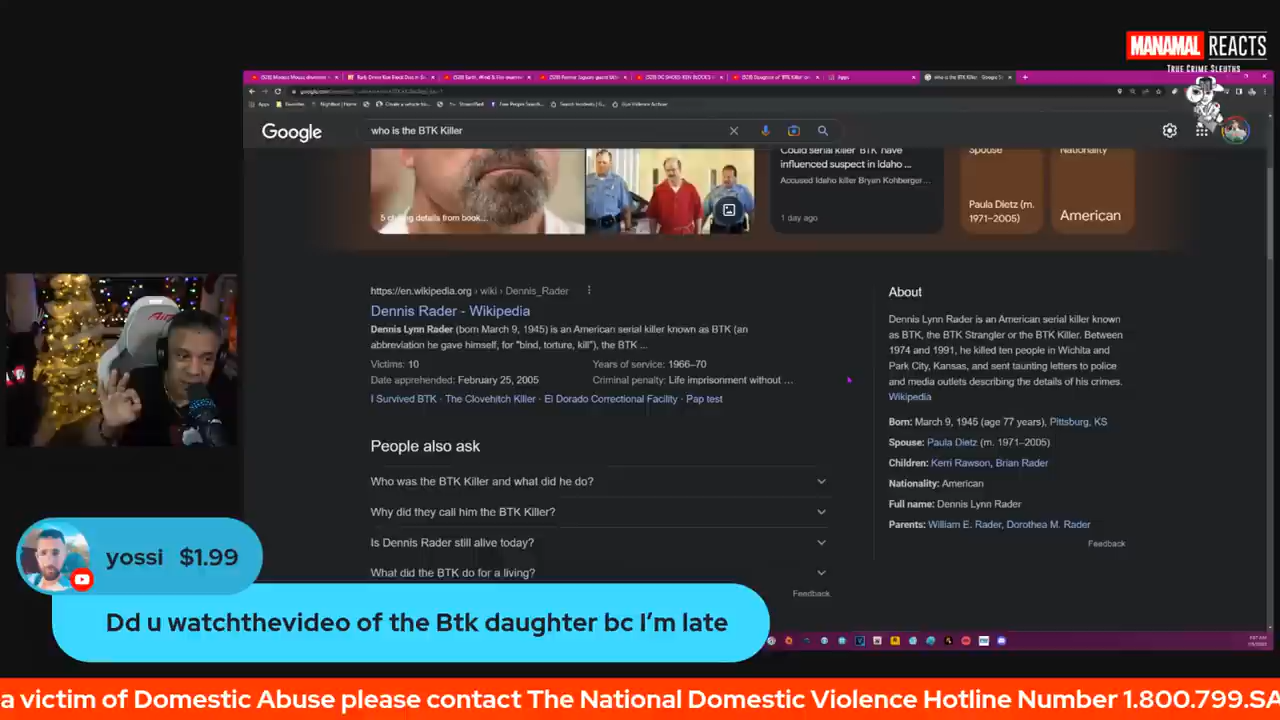 MANAMAL REACTS
TRUE CRIME SLEUTHS
Google
who is the BTK Killer
5 chilling details from book...
Could serial killer 'BTK' have
influenced suspect in Idaho ...
Accused Idaho killer Bryan Kohberger...
1 day ago
Spouse
Paula Dietz (m.
1971–2005)
Nationality
American
https://en.wikipedia.org › wiki › Dennis_Rader
Dennis Rader - Wikipedia
Dennis Lynn Rader (born March 9, 1945) is an American serial killer known as BTK (an
abbreviation he gave himself, for "bind, torture, kill"), the BTK ...
Victims: 10
Years of service: 1966–70
Date apprehended: February 25, 2005
Criminal penalty: Life imprisonment without ...
I Survived BTK · The Clovehitch Killer · El Dorado Correctional Facility · Pap test
People also ask
Who was the BTK Killer and what did he do?
Why did they call him the BTK Killer?
Is Dennis Rader still alive today?
What did the BTK do for a living?
Feedback
About
Dennis Lynn Rader is an American serial killer known
as BTK, the BTK Strangler or the BTK Killer. Between
1974 and 1991, he killed ten people in Wichita and
Park City, Kansas, and sent taunting letters to police
and media outlets describing the details of his crimes.
Wikipedia
Born: March 9, 1945 (age 77 years), Pittsburg, KS
Spouse: Paula Dietz (m. 1971–2005)
Children: Kerri Rawson, Brian Rader
Nationality: American
Full name: Dennis Lynn Rader
Parents: William E. Rader, Dorothea M. Rader
Feedback
yossi $1.99
Dd u watchthevideo of the Btk daughter bc I'm late
a victim of Domestic Abuse please contact The National Domestic Violence Hotline Number 1.800.799.SA